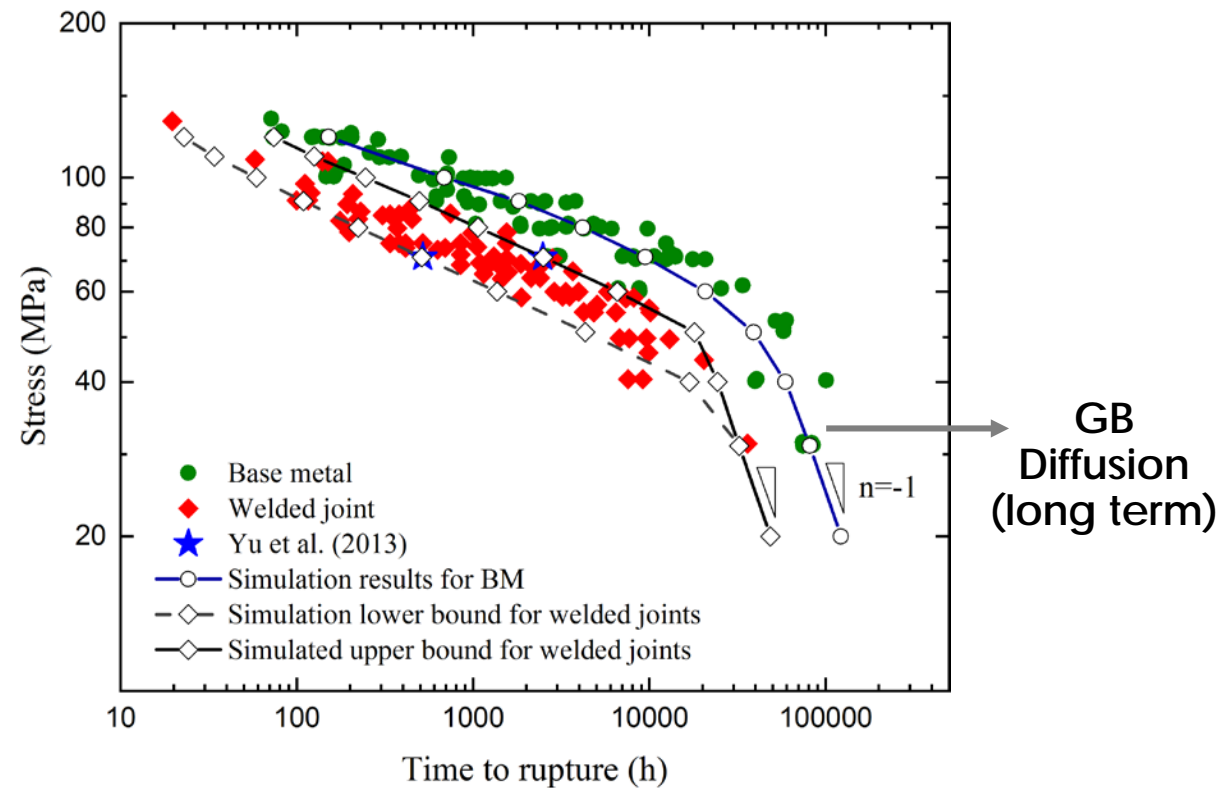 200
100
80
60
40
20
Stress (MPa)
Base metal
Welded joint
Yu et al. (2013)
Simulation results for BM
Simulation lower bound for welded joints
Simulated upper bound for welded joints
n=-1
GB
Diffusion
(long term)
10 100 1000 10000 100000
Time to rupture (h)